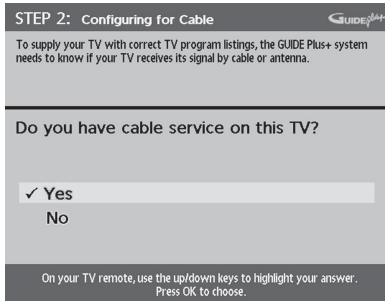 STEP 2: Configuring for Cable
GUIDE Plus+
To supply your TV with correct TV program listings, the GUIDE Plus+ system
needs to know if your TV receives its signal by cable or antenna.
Do you have cable service on this TV?
✓ Yes
No
On your TV remote, use the up/down keys to highlight your answer.
Press OK to choose.